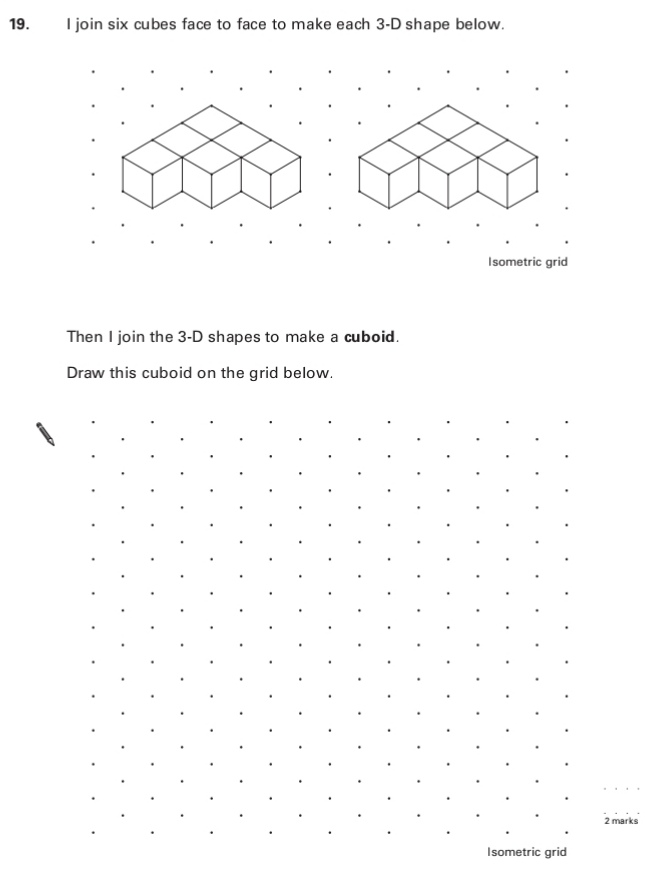 19. I join six cubes face to face to make each 3-D shape below.
Isometric grid
Then I join the 3-D shapes to make a cuboid.
Draw this cuboid on the grid below.
2 marks
Isometric grid